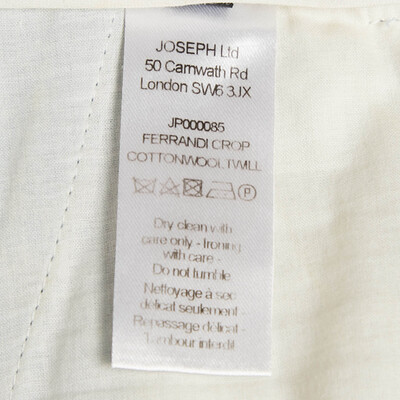 JOSEPH Ltd
50 Carnwath Rd
London SW6 3JX
JP000085
FERRANDI CROP
COTTONWOOLTWILL
P
Dry clean with
care only - Ironing
with care -
Do not tumble
Nettoyage à sec
délicat seulement -
Repassage délicat -
Tambour interdit